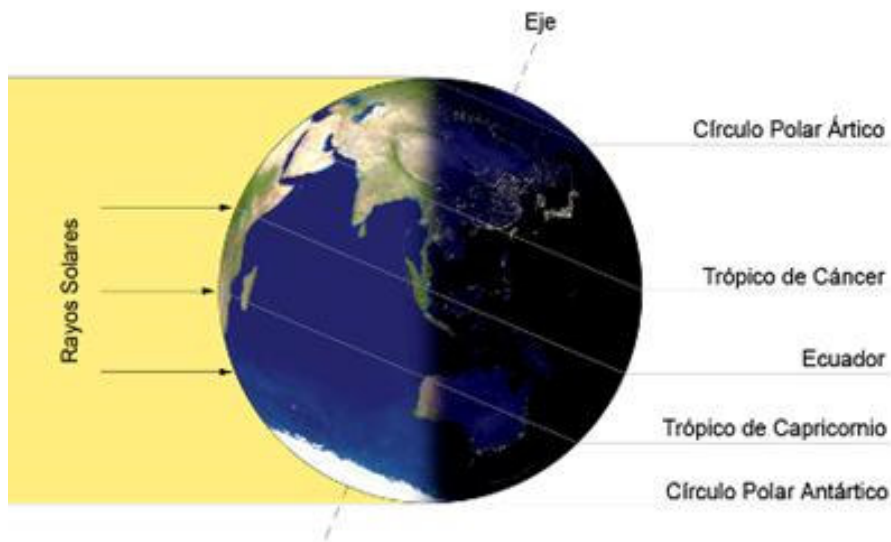 Eje
Círculo Polar Ártico
Rayos Solares
Trópico de Cáncer
Ecuador
Trópico de Capricornio
Círculo Polar Antártico